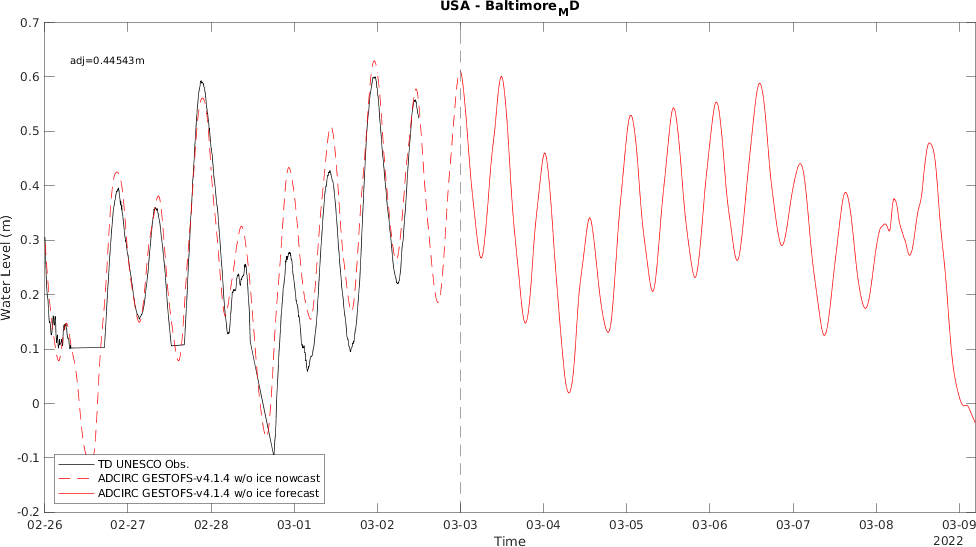 USA - Baltimore_MD
adj=0.44543m
Water Level (m)
0.7
0.6
0.5
0.4
0.3
0.2
0.1
0
-0.1
-0.2
TD UNESCO Obs.
ADCIRC GESTOFS-v4.1.4 w/o ice nowcast
ADCIRC GESTOFS-v4.1.4 w/o ice forecast
02-26 02-27 02-28 03-01 03-02 03-03 03-04 03-05 03-06 03-07 03-08 03-09
Time
2022